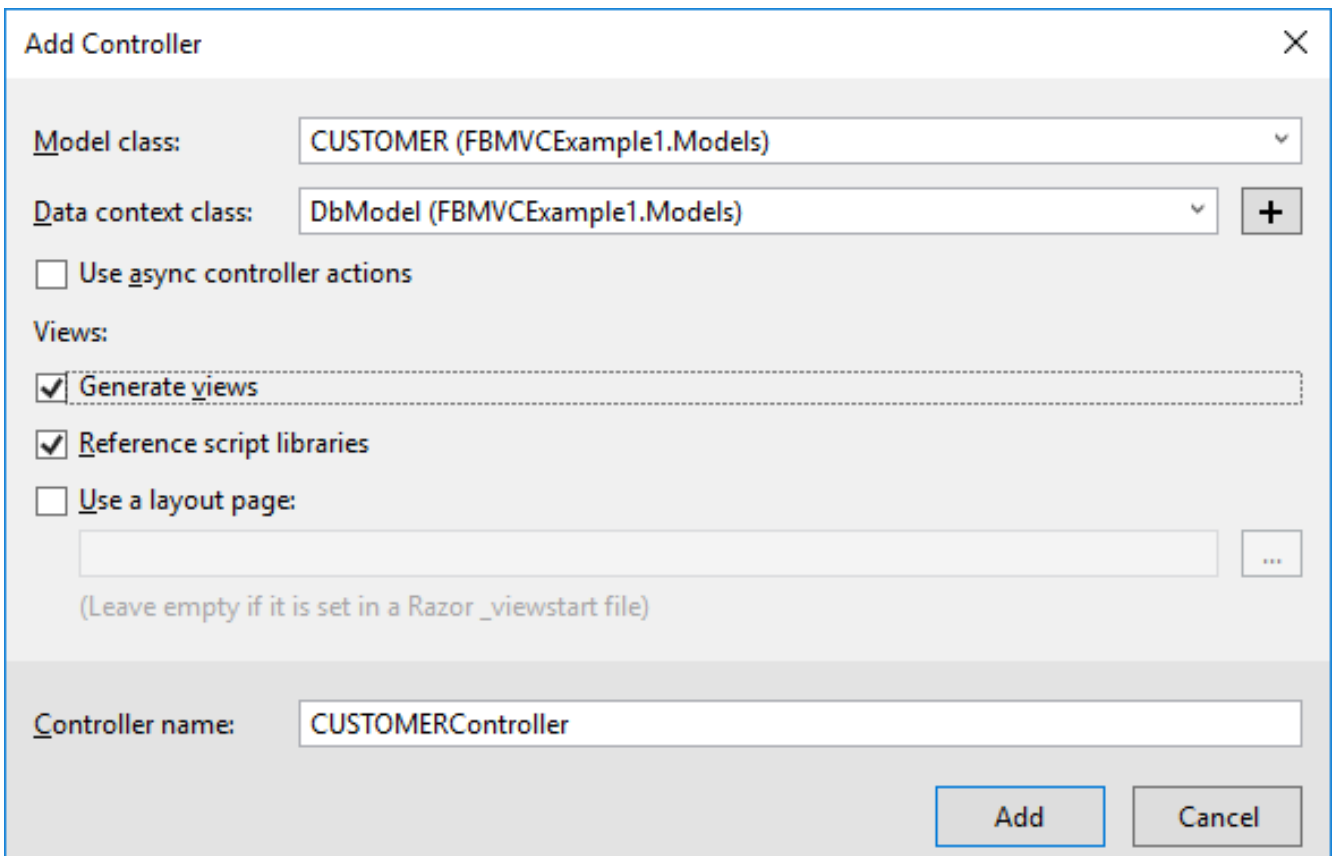 Add Controller
Model class: CUSTOMER (FBMVCExample1.Models)
Data context class: DbModel (FBMVCExample1.Models) +
Use async controller actions
Views:
Generate views
Reference script libraries
Use a layout page:
...
(Leave empty if it is set in a Razor _viewstart file)
Controller name: CUSTOMERController
Add Cancel